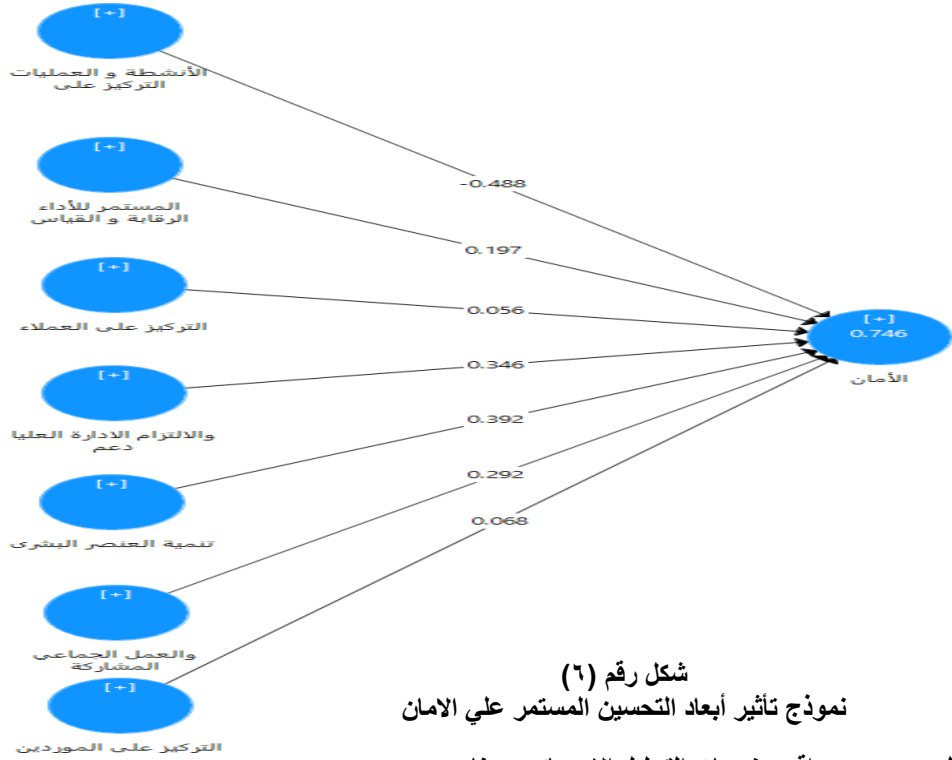 [+]
الأنشطة و العمليات
التركيز على
-0.488
[+]
المستمر للأداء
الرقابة و القياس
0.197
[+]
التركيز على العملاء
0.056
[+]
0.746
الأمان
[+]
والالتزام الادارة العليا
دعم
0.346
[+]
تنمية العنصر البشرى
0.392
[+]
والعمل الجماعى
المشاركة
0.292
[+]
التركيز على الموردين
0.068
شكل رقم (٦)
نموذج تأثير أبعاد التحسين المستمر علي الامان